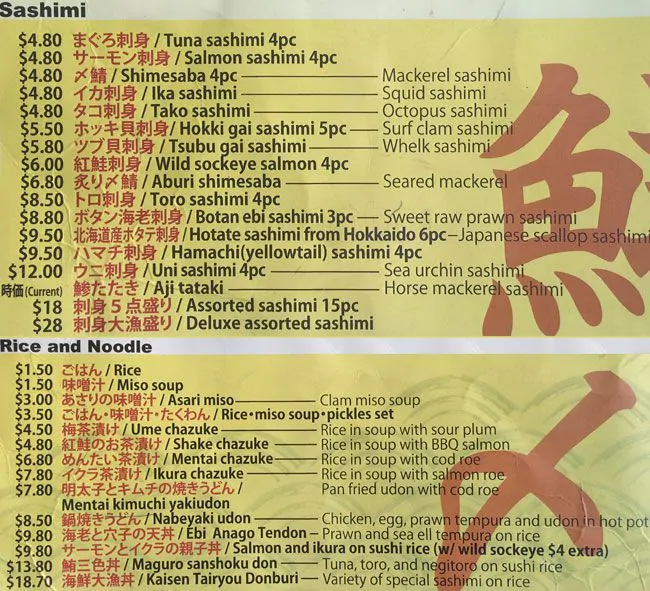 Sashimi
$4.80 まぐろ刺身 / Tuna sashimi 4pc
$4.80 サーモン刺身 / Salmon sashimi 4pc
$4.80 〆鯖 / Shimesaba 4pc — Mackerel sashimi
$4.80 イカ刺身 / Ika sashimi — Squid sashimi
$4.80 タコ刺身 / Tako sashimi — Octopus sashimi
$5.50 ホッキ貝刺身 / Hokki gai sashimi 5pc — Surf clam sashimi
$5.80 ツブ貝刺身 / Tsubu gai sashimi — Whelk sashimi
$6.00 紅鮭刺身 / Wild sockeye salmon 4pc
$6.80 炙り〆鯖 / Aburi shimesaba — Seared mackerel
$8.50 トロ刺身 / Toro sashimi 4pc
$8.80 ボタン海老刺身 / Botan ebi sashimi 3pc — Sweet raw prawn sashimi
$9.50 北海道産ホタテ刺身 / Hotate sashimi from Hokkaido 6pc — Japanese scallop sashimi
$9.50 ハマチ刺身 / Hamachi(yellowtail) sashimi 4pc
$12.00 ウニ刺身 / Uni sashimi 4pc — Sea urchin sashimi
時価(Current) 鯵たたき / Aji tataki — Horse mackerel sashimi
$18 刺身５点盛り / Assorted sashimi 15pc
$28 刺身大漁盛り / Deluxe assorted sashimi
Rice and Noodle
$1.50 ごはん / Rice
$1.50 味噌汁 / Miso soup
$3.00 あさりの味噌汁 / Asari miso — Clam miso soup
$3.50 ごはん・味噌汁・たくわん / Rice・miso soup・pickles set
$4.50 梅茶漬け / Ume chazuke — Rice in soup with sour plum
$4.80 紅鮭のお茶漬け / Shake chazuke — Rice in soup with BBQ salmon
$6.80 めんたい茶漬け / Mentai chazuke — Rice in soup with cod roe
$7.80 イクラ茶漬け / Ikura chazuke — Rice in soup with salmon roe
$7.80 明太子とキムチの焼きうどん / Pan fried udon with cod roe
Mentai kimuchi yakiudon
$8.50 鍋焼きうどん / Nabeyaki udon — Chicken, egg, prawn tempura and udon in hot pot
$9.80 海老と穴子の天丼 / Ebi Anago Tendon – Prawn and sea ell tempura on rice
$9.80 サーモンとイクラの親子丼 / Salmon and ikura on sushi rice (w/ wild sockeye $4 extra)
$13.80 鮪三色丼 / Maguro sanshoku don — Tuna, toro, and negitoro on sushi rice
$18.70 海鮮大漁丼 / Kaisen Tairyou Donburi — Variety of special sashimi on rice